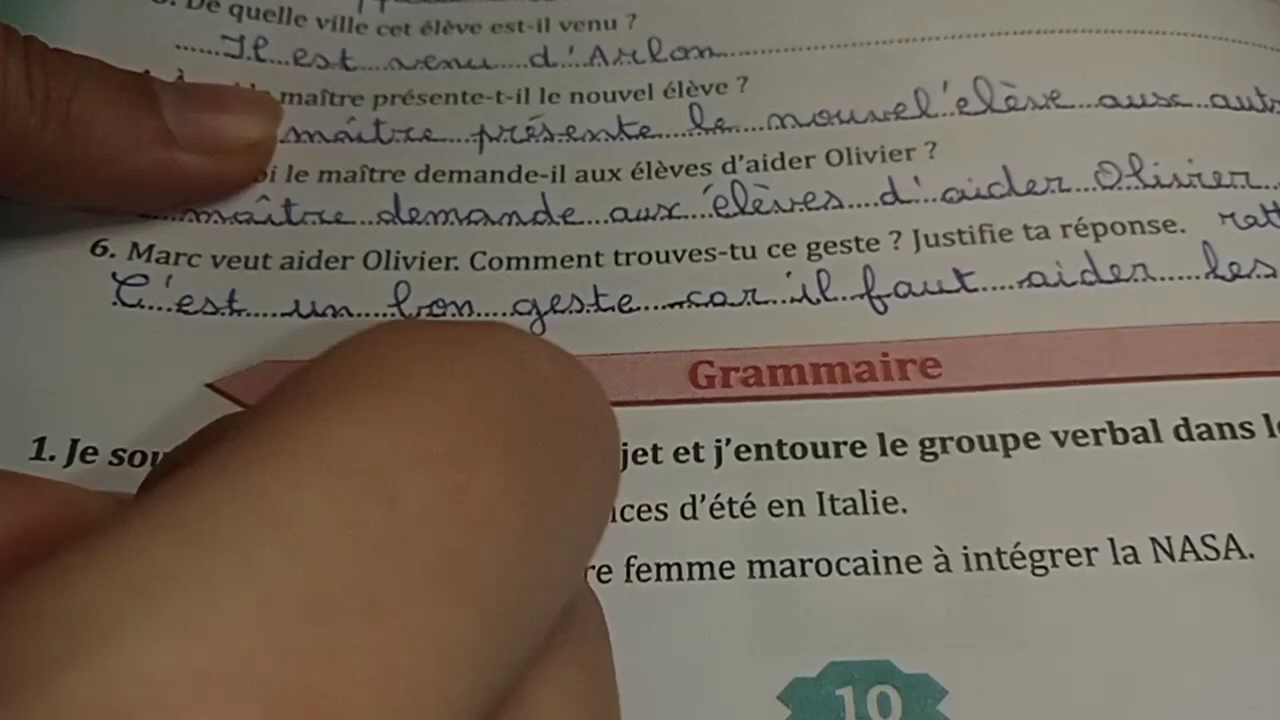 De quelle ville cet élève est-il venu ?
Il est venu d'Arlon
maître présente-t-il le nouvel élève ?
maître présente le nouvel élève aux autr
le maître demande-il aux élèves d'aider Olivier ?
maître demande aux élèves d'aider Olivier
6. Marc veut aider Olivier. Comment trouves-tu ce geste ? Justifie ta réponse.
C'est un bon geste car il faut aider les
Grammaire
1. Je sou jet et j'entoure le groupe verbal dans l
ces d'été en Italie.
re femme marocaine à intégrer la NASA.
10